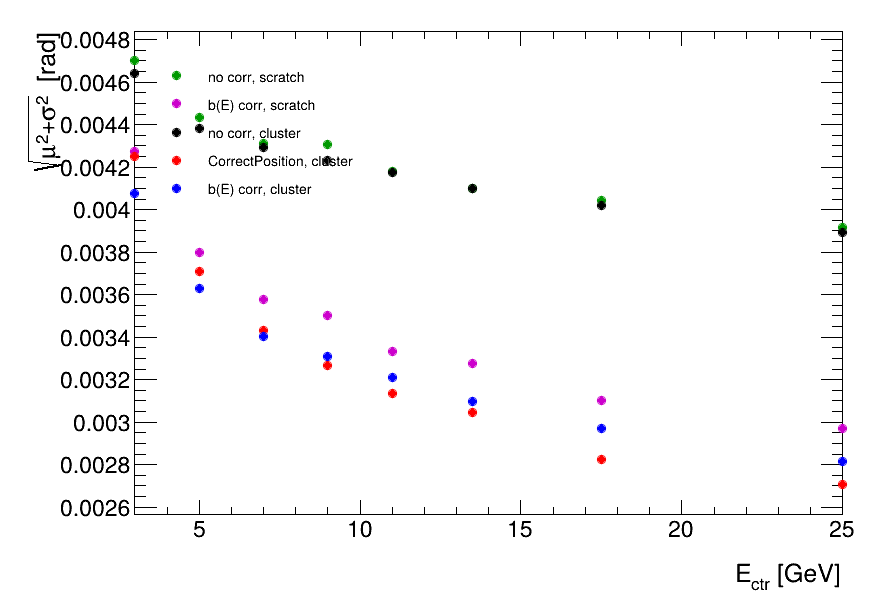 √μ²+σ² [rad]
0.0048
0.0046
0.0044
0.0042
0.004
0.0038
0.0036
0.0034
0.0032
0.003
0.0028
0.0026
no corr, scratch
b(E) corr, scratch
no corr, cluster
CorrectPosition, cluster
b(E) corr, cluster
5 10 15 20 25
E_ctr [GeV]